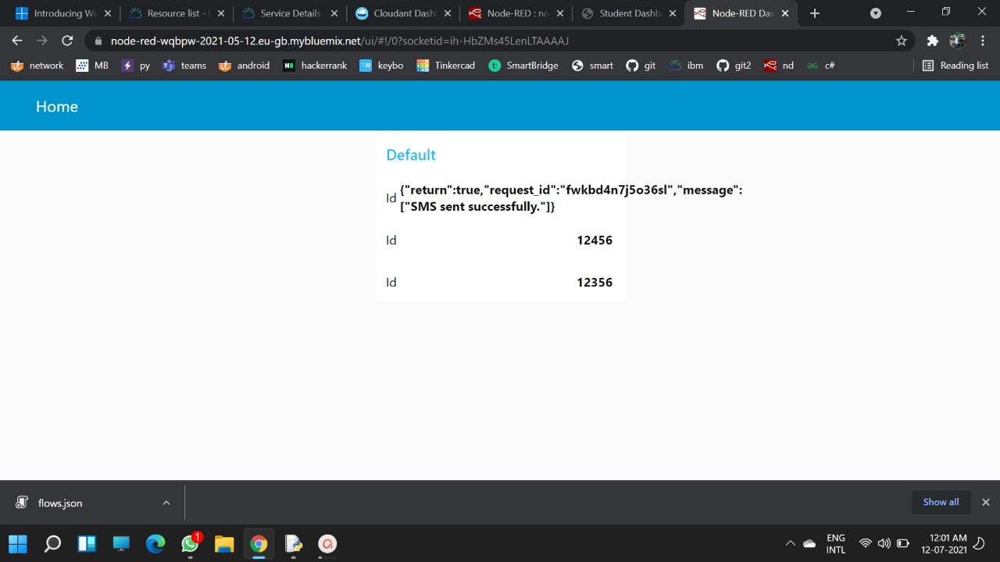 Introducing Wi
Resource list -
Service Details
Cloudant Dash
Node-RED : no
Student Dashb
Node-RED Das
node-red-wqbpw-2021-05-12.eu-gb.mybluemix.net/ui/#!/0?socketid=ih-HbZMs45LenLTAAAAJ
network
MB
py
teams
android
hackerrank
keybo
Tinkercad
SmartBridge
smart
git
ibm
git2
nd
c#
Reading list
Home
Default
Id {"return":true,"request_id":"fwkbd4n7j5o36sl","message":
["SMS sent successfully."]}
Id 12456
Id 12356
flows.json
Show all
1
ENG
INTL
12:01 AM
12-07-2021